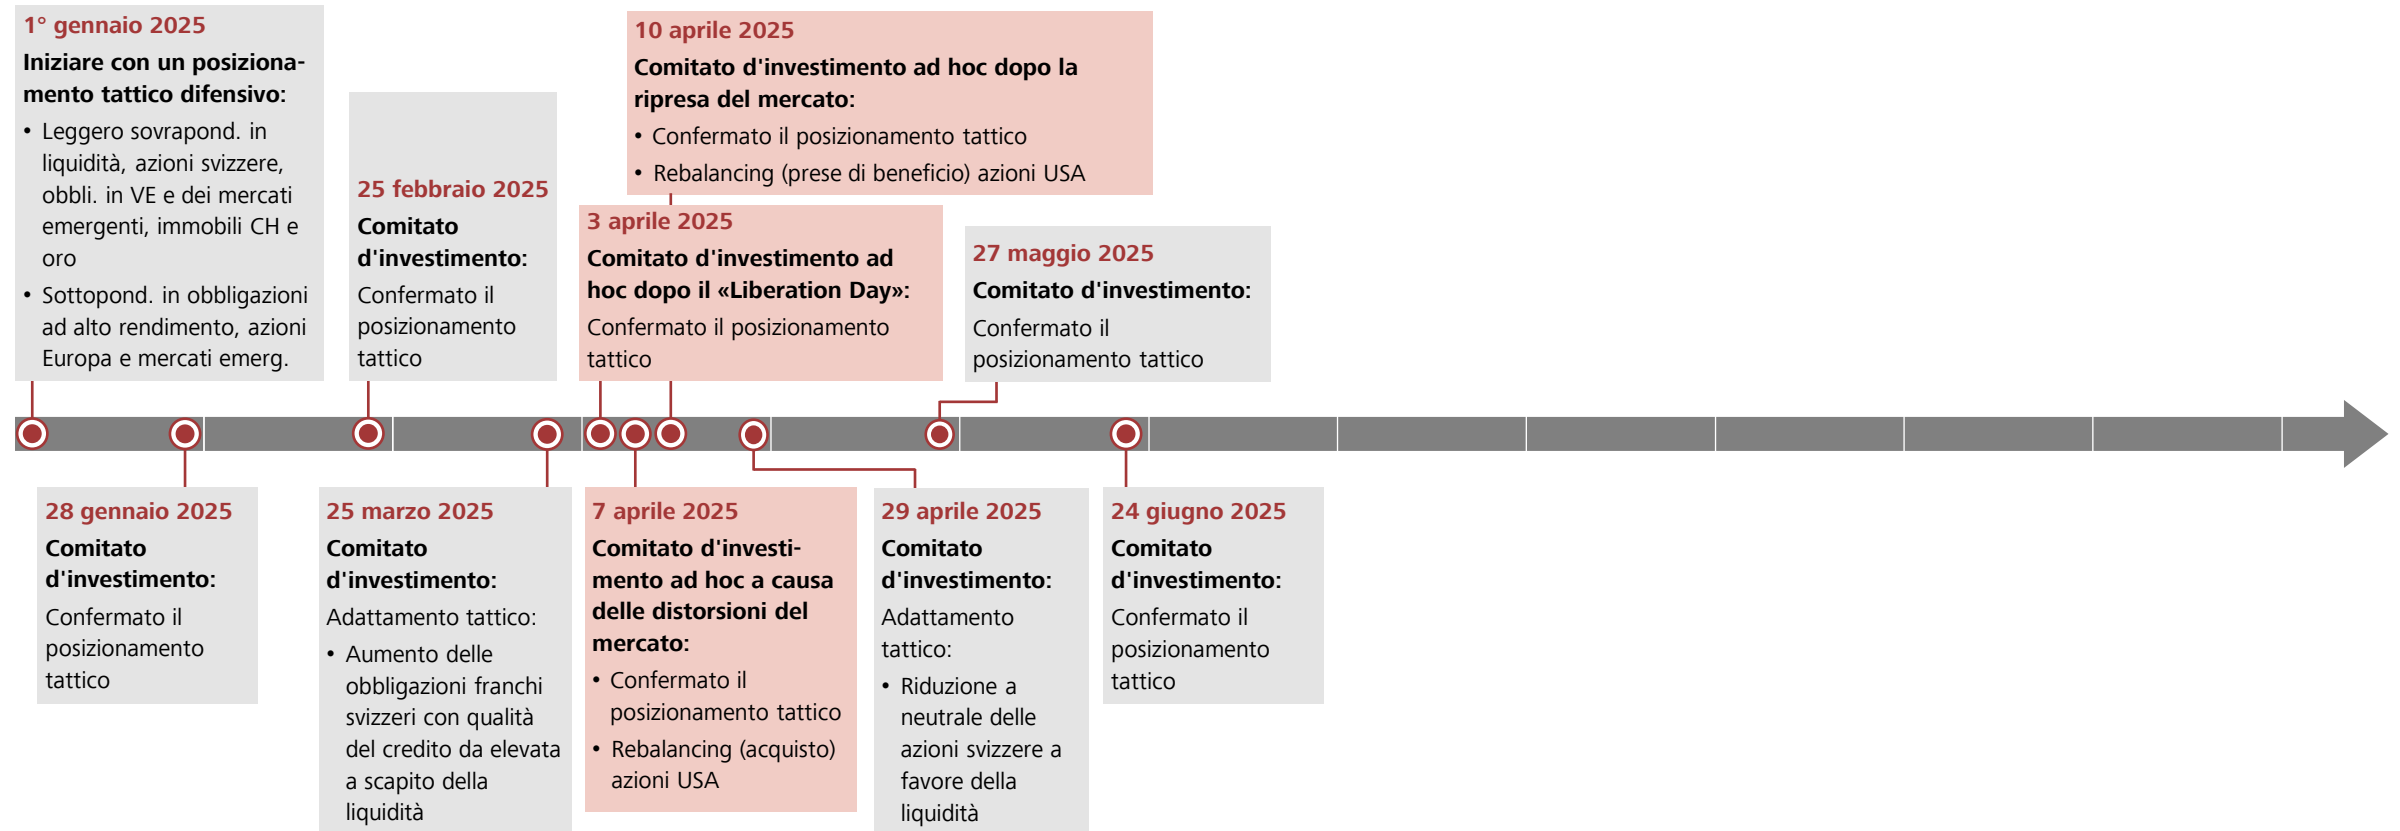 1° gennaio 2025
Iniziare con un posiziona-
mento tattico difensivo:
• Leggero sovrapond. in
liquidità, azioni svizzere,
obbli. in VE e dei mercati
emergenti, immobili CH e
oro
• Sottopond. in obbligazioni
ad alto rendimento, azioni
Europa e mercati emerg.
28 gennaio 2025
Comitato
d'investimento:
Confermato il
posizionamento
tattico
25 febbraio 2025
Comitato
d'investimento:
Confermato il
posizionamento
tattico
25 marzo 2025
Comitato
d'investimento:
Adattamento tattico:
• Aumento delle
obbligazioni franchi
svizzeri con qualità
del credito da elevata
a scapito della
liquidità
3 aprile 2025
Comitato d'investimento ad
hoc dopo il «Liberation Day»:
Confermato il posizionamento
tattico
7 aprile 2025
Comitato d'investi-
mento ad hoc a causa
delle distorsioni del
mercato:
• Confermato il
posizionamento tattico
• Rebalancing (acquisto)
azioni USA
10 aprile 2025
Comitato d'investimento ad hoc dopo la
ripresa del mercato:
• Confermato il posizionamento tattico
• Rebalancing (prese di beneficio) azioni USA
29 aprile 2025
Comitato
d'investimento:
Adattamento
tattico:
• Riduzione a
neutrale delle
azioni svizzere a
favore della
liquidità
27 maggio 2025
Comitato d'investimento:
Confermato il
posizionamento tattico
24 giugno 2025
Comitato
d'investimento:
Confermato il
posizionamento
tattico